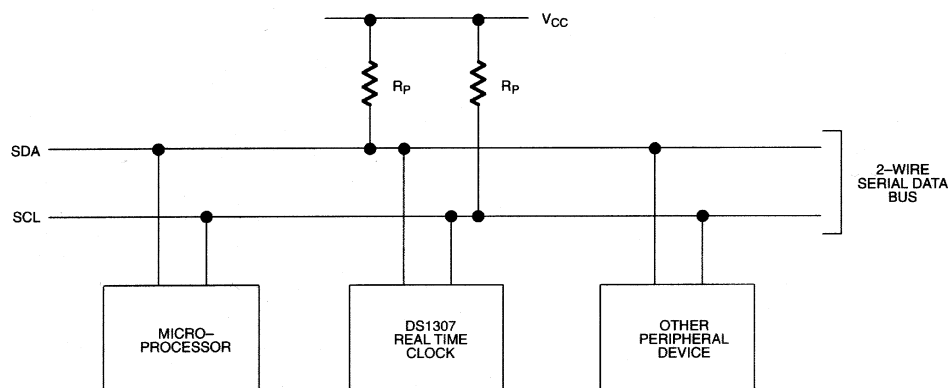 VCC
RP
RP
SDA
SCL
2–WIRE
SERIAL DATA
BUS
MICRO–
PROCESSOR
DS1307
REAL TIME
CLOCK
OTHER
PERIPHERAL
DEVICE